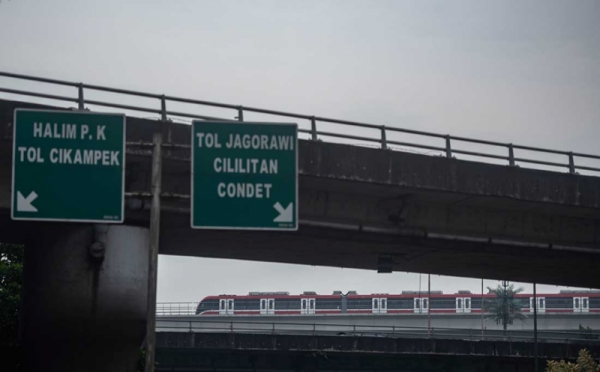 HALIM P. K
TOL CIKAMPEK
TOL JAGORAWI
CILILITAN
CONDET